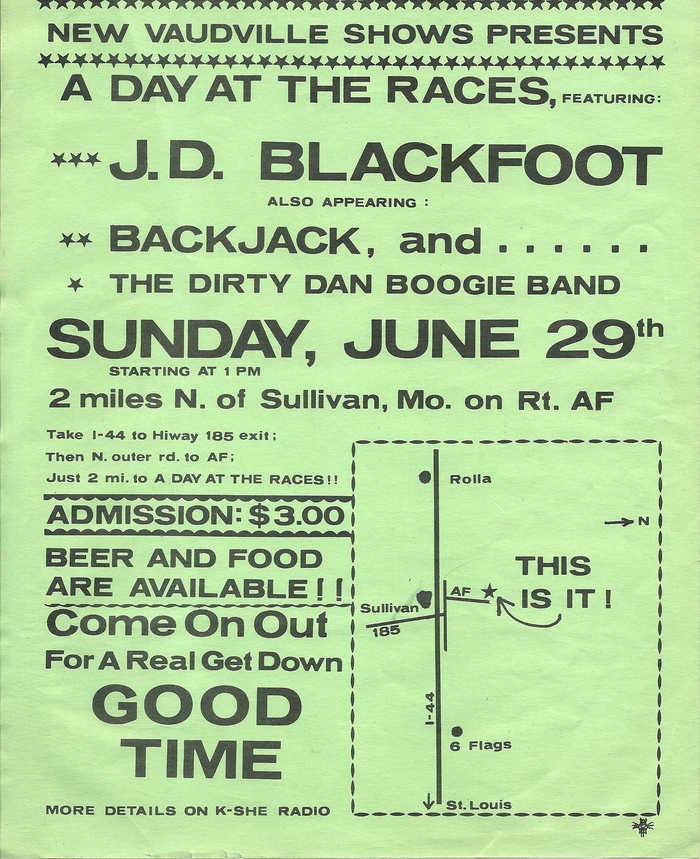 NEW VAUDVILLE SHOWS PRESENTS
A DAY AT THE RACES, FEATURING:
J.D. BLACKFOOT
ALSO APPEARING :
BACKJACK, and . . . . . .
THE DIRTY DAN BOOGIE BAND
SUNDAY, JUNE 29th
STARTING AT 1 PM
2 miles N. of Sullivan, Mo. on Rt. AF
Take I-44 to Hiway 185 exit;
Then N. outer rd. to AF;
Just 2 mi. to A DAY AT THE RACES!!
ADMISSION: $3.00
BEER AND FOOD
ARE AVAILABLE!!
Come On Out
For A Real Get Down
GOOD
TIME
MORE DETAILS ON K-SHE RADIO
Rolla
N
THIS
IS IT!
AF
Sullivan
185
I-44
6 Flags
St. Louis